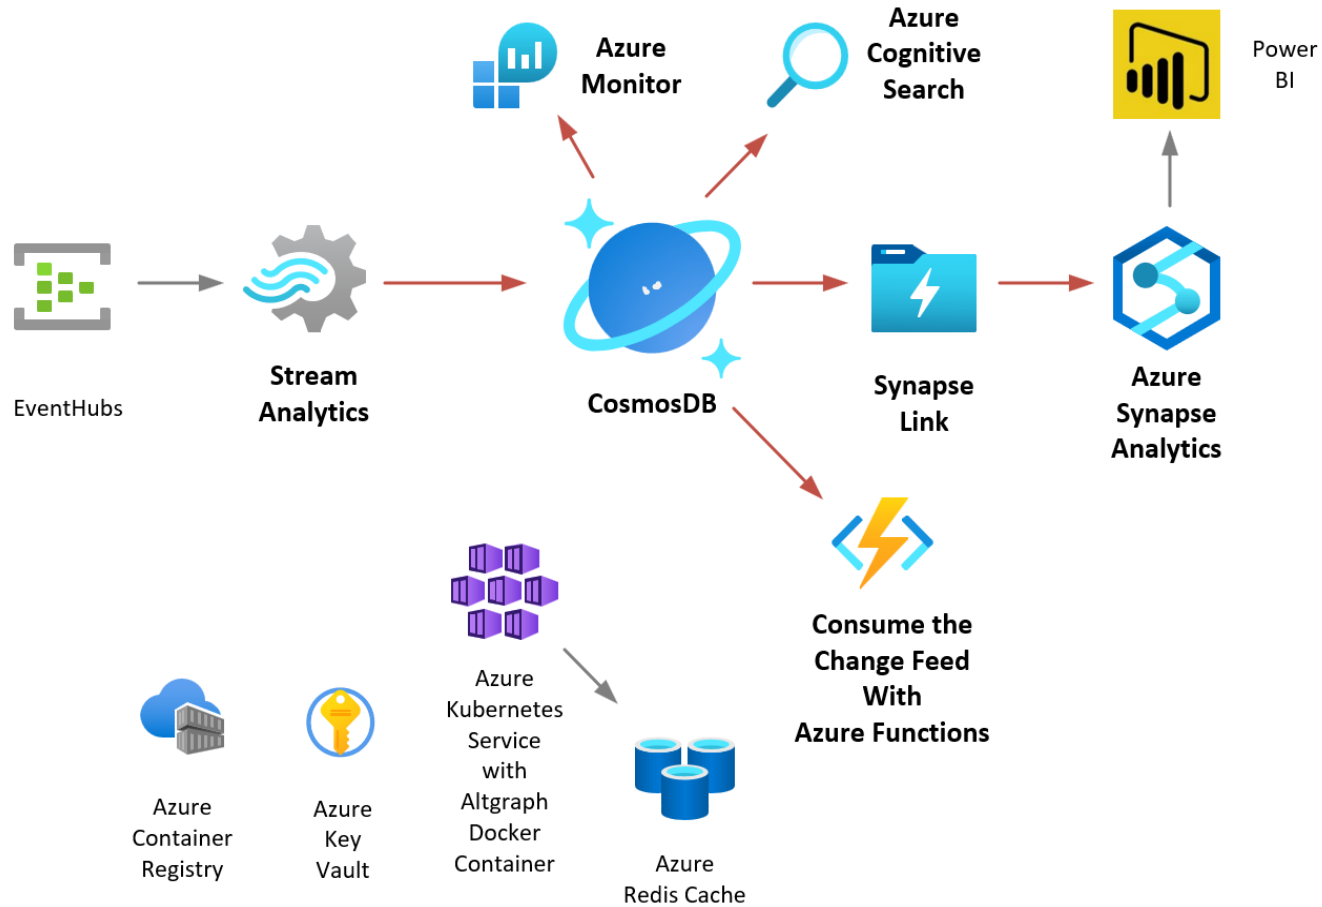 Azure
Monitor
Azure
Cognitive
Search
Power
BI
EventHubs
Stream
Analytics
CosmosDB
Synapse
Link
Azure
Synapse
Analytics
Consume the
Change Feed
With
Azure Functions
Azure
Container
Registry
Azure
Key
Vault
Azure
Kubernetes
Service
with
Altgraph
Docker
Container
Azure
Redis Cache